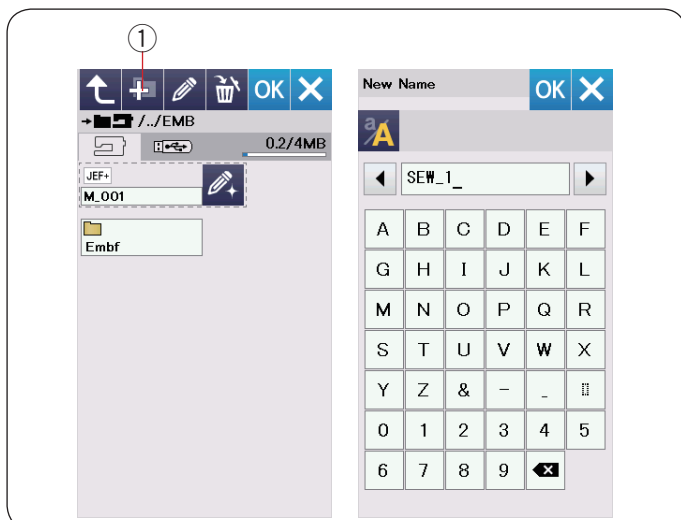 1
OK
/../EMB
0.2/4MB
JEF+
M_001
Embf
New Name
OK
a/A
SEW_1_
A B C D E F
G H I J K L
M N O P Q R
S T U V W X
Y Z & - _
0 1 2 3 4 5
6 7 8 9